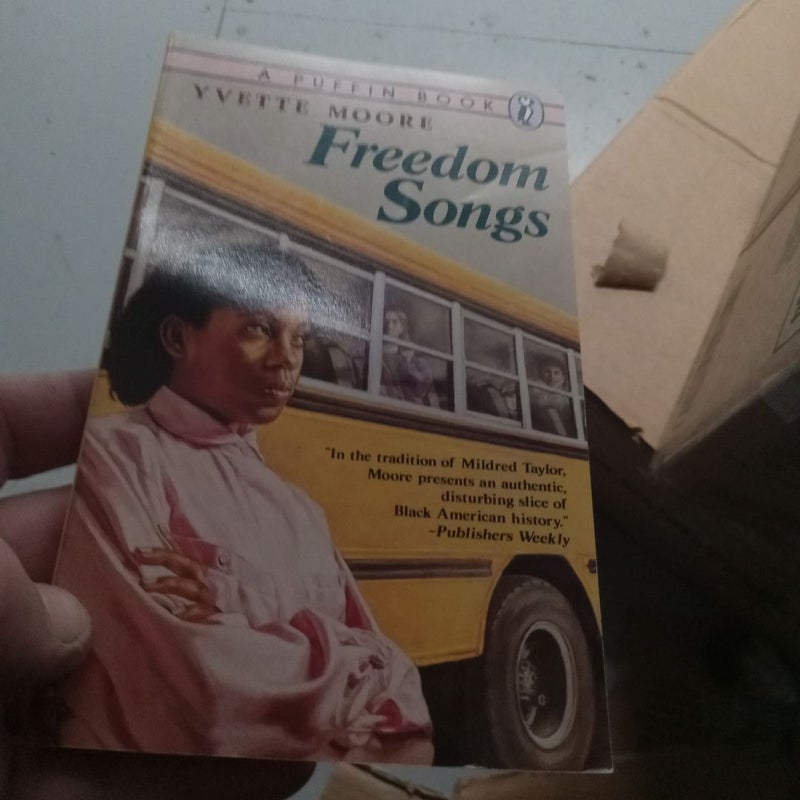 A PUFFIN BOOK
YVETTE MOORE
Freedom
Songs
"In the tradition of Mildred Taylor,
Moore presents an authentic,
disturbing slice of
Black American history."
–Publishers Weekly